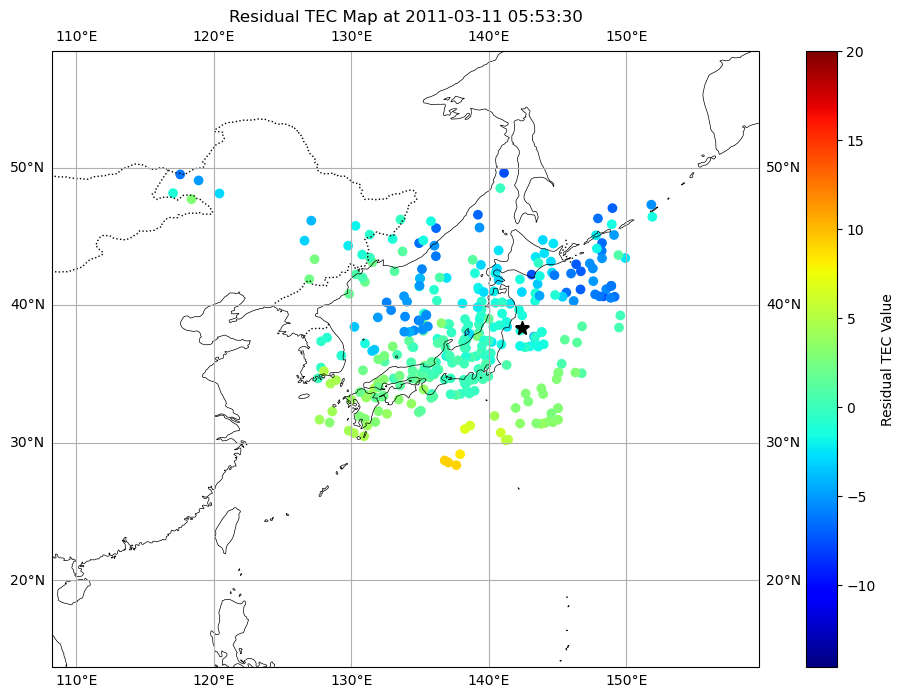 Residual TEC Map at 2011-03-11 05:53:30
110°E 120°E 130°E 140°E 150°E
20
15
50°N 50°N
10
40°N 40°N
5
Residual TEC Value
0
30°N 30°N
−5
−10
20°N 20°N
110°E 120°E 130°E 140°E 150°E